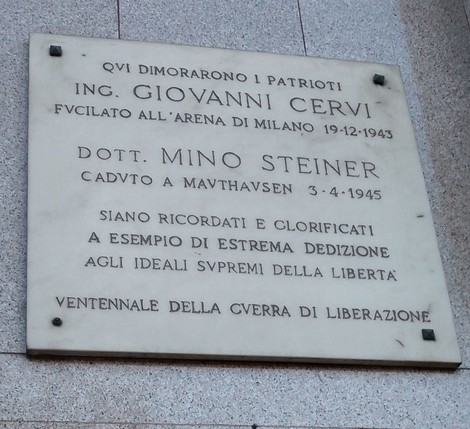 QVI DIMORARONO I PATRIOTI
ING. GIOVANNI CERVI
FVCILATO ALL'ARENA DI MILANO 19-12-1943
DOTT. MINO STEINER
CADVTO A MAVTHAVSEN 3-4-1945
SIANO RICORDATI E GLORIFICATI
A ESEMPIO DI ESTREMA DEDIZIONE
AGLI IDEALI SVPREMI DELLA LIBERTA'
VENTENNALE DELLA GVERRA DI LIBERAZIONE